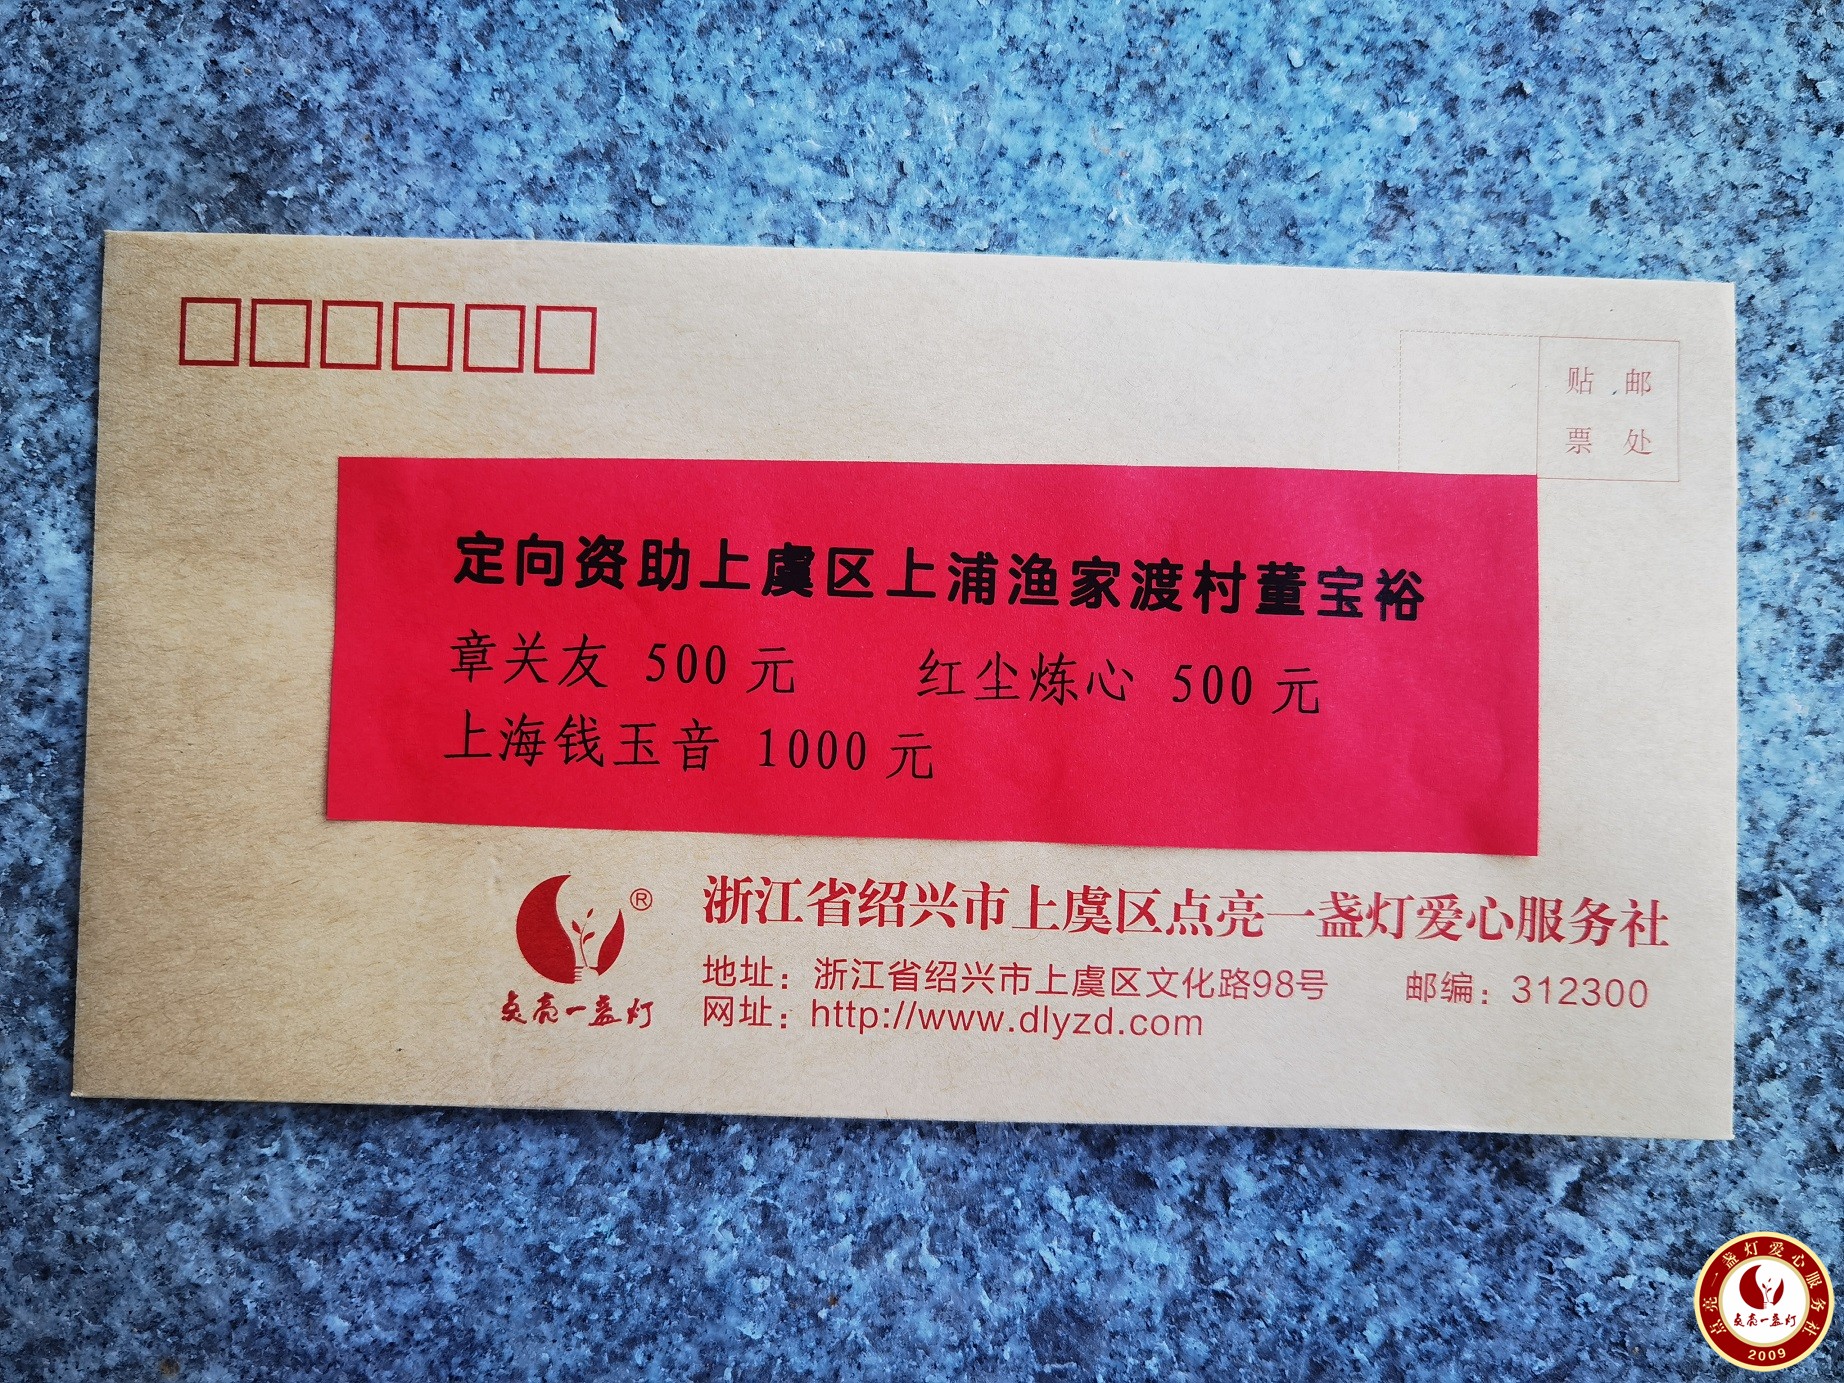 贴 邮
票 处
定向资助上虞区上浦渔家渡村董宝裕
章关友 500 元 红尘炼心 500 元
上海钱玉音 1000 元
®
点亮一盏灯
浙江省绍兴市上虞区点亮一盏灯爱心服务社
地址：浙江省绍兴市上虞区文化路98号 邮编：312300
网址：http://www.dlyzd.com
点亮一盏灯爱心服务社
点亮一盏灯
2009